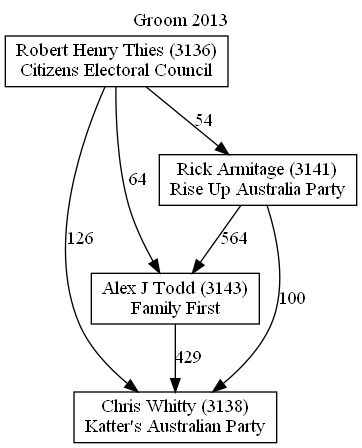 Groom 2013
Robert Henry Thies (3136)
Citizens Electoral Council
54
Rick Armitage (3141)
Rise Up Australia Party
64
126
564
100
Alex J Todd (3143)
Family First
429
Chris Whitty (3138)
Katter's Australian Party